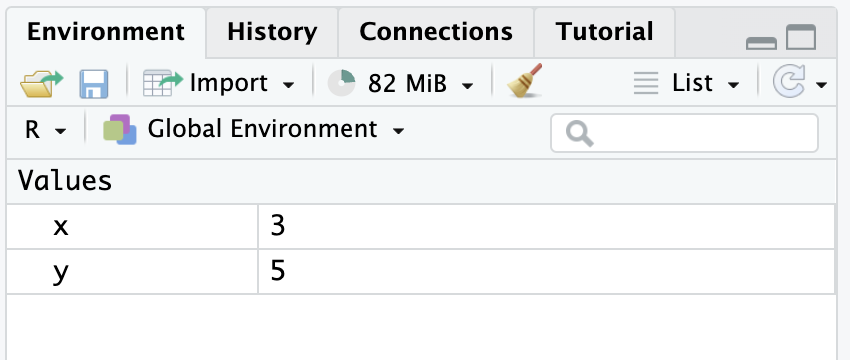 Environment History Connections Tutorial
Import 82 MiB List
R Global Environment
Values
x 3
y 5